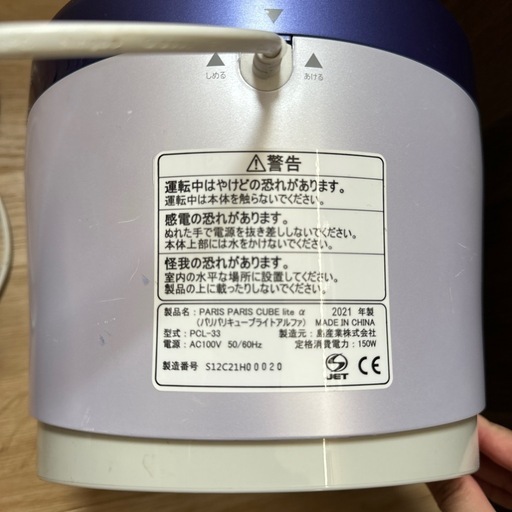 しめる
あける
警告
運転中はやけどの恐れがあります。
運転中は本体を触らないでください。
感電の恐れがあります。
ぬれた手で電源を抜き差ししないでください。
本体上部には水をかけないでください。
怪我の恐れがあります。
室内の水平な場所に設置してください。
製品の上に載ったりしないでください。
製品名: PARIS PARIS CUBE lite α 2021 年製
(パリパリキューブライトアルファ) MADE IN CHINA
型式: PCL-33 製造元: 島産業株式会社
電源: AC100V 50/60Hz 定格消費電力: 150W
製造番号 S12C21H00020
JET CE